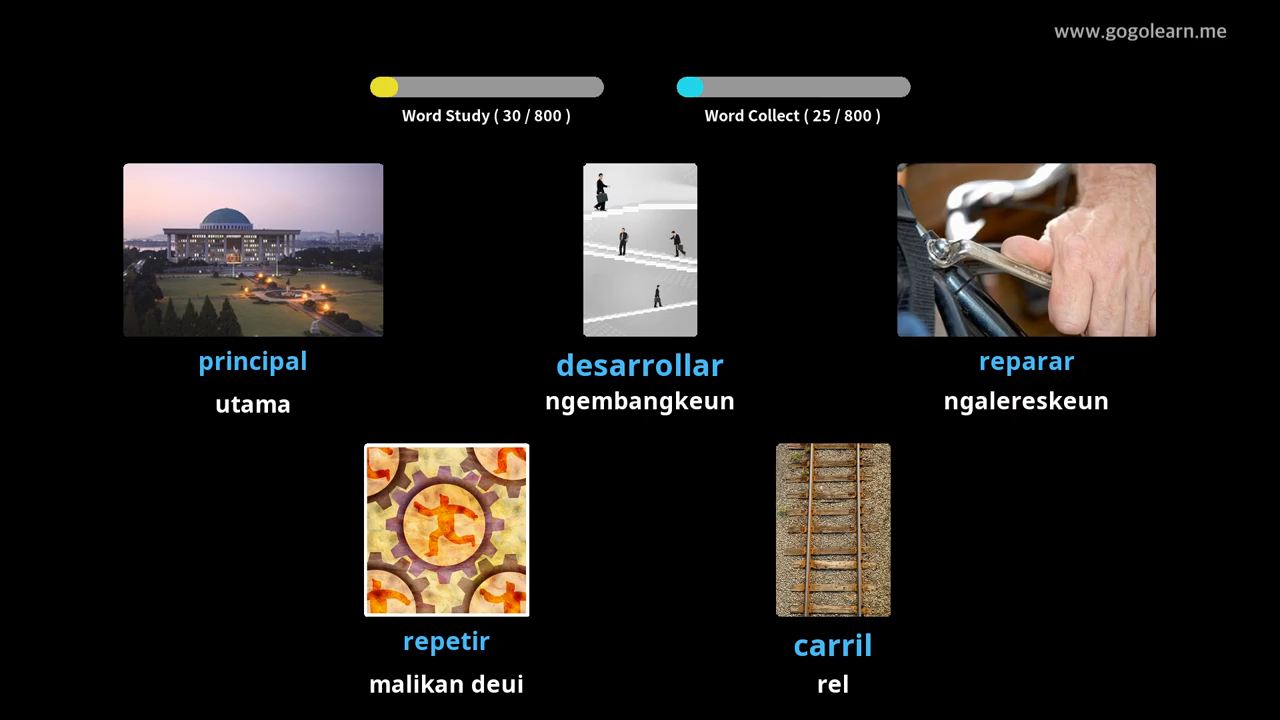 www.gogolearn.me
Word Study ( 30 / 800 )
Word Collect ( 25 / 800 )
principal
utama
desarrollar
ngembangkeun
reparar
ngalereskeun
repetir
malikan deui
carril
rel